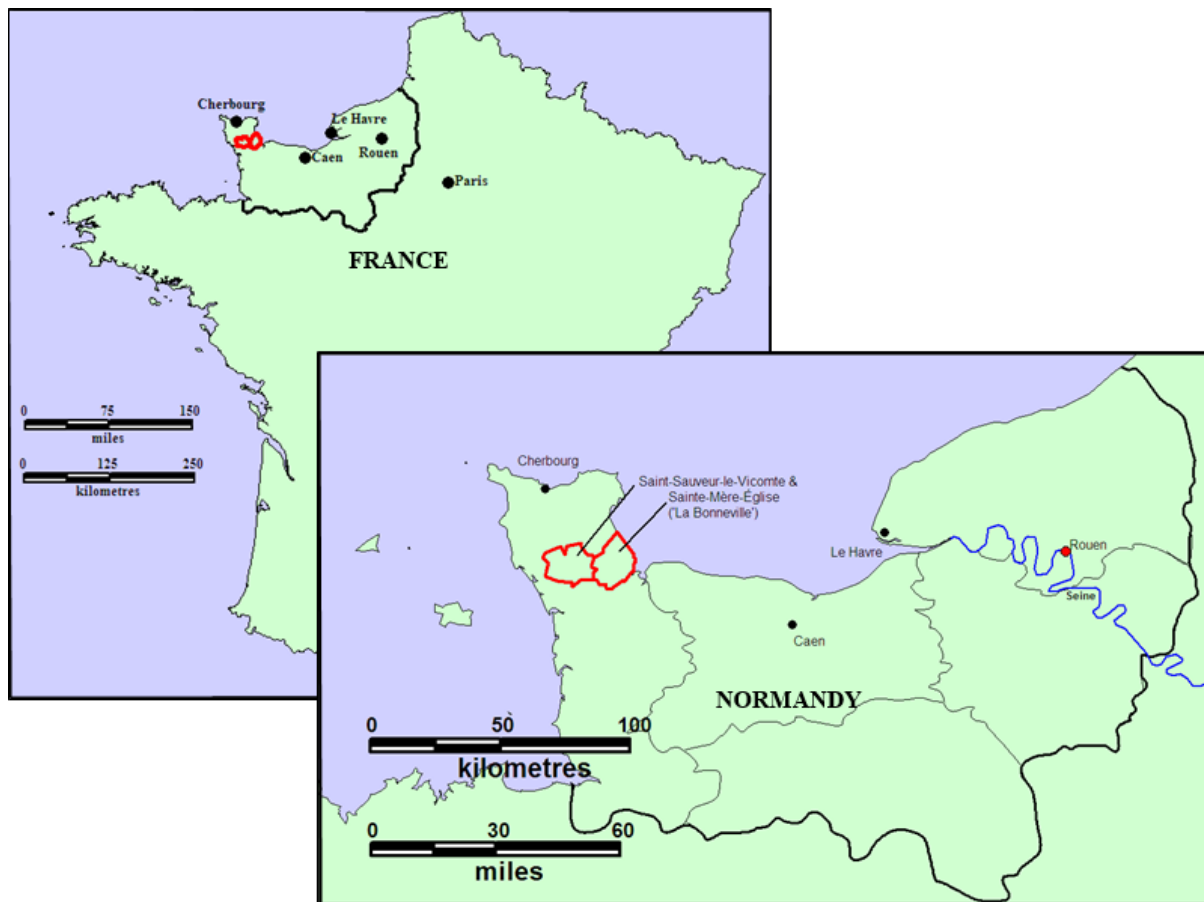 Cherbourg
Le Havre
Caen
Rouen
Paris
FRANCE
0 75 150
miles
0 125 250
kilometres
Cherbourg
Saint-Sauveur-le-Vicomte &
Sainte-Mère-Église
('La Bonneville')
Le Havre
Rouen
Seine
Caen
NORMANDY
0 50 100
kilometres
0 30 60
miles